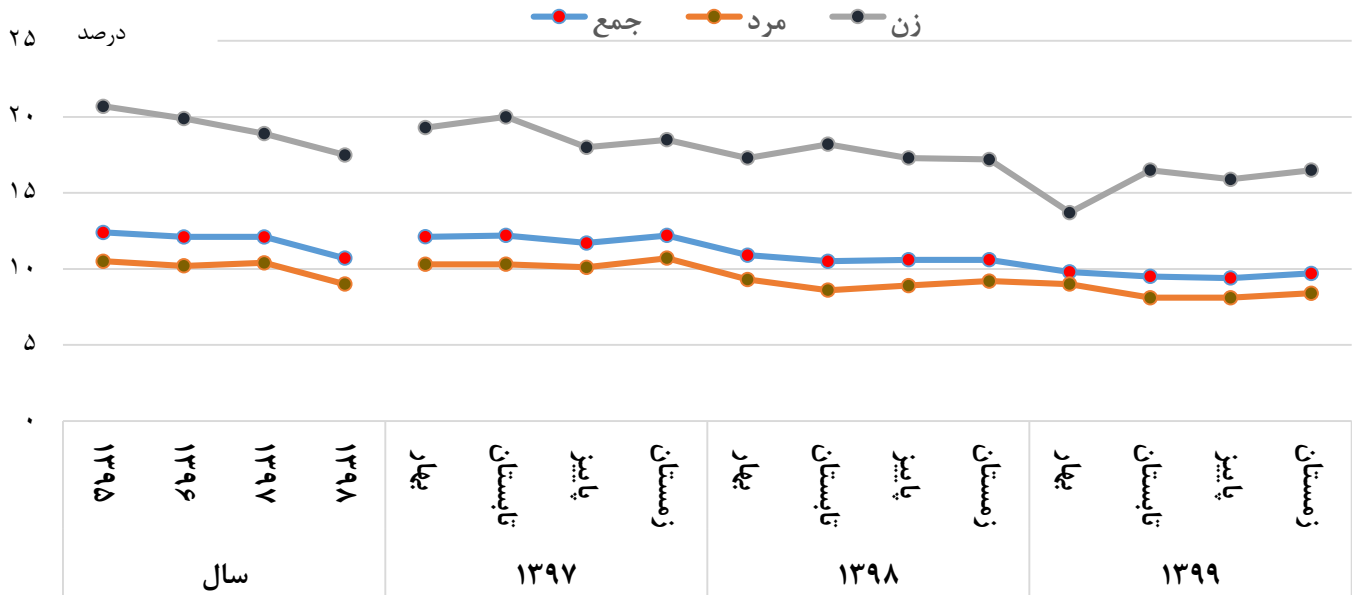 جمع مرد زن
درصد
۲۵
۲۰
۱۵
۱۰
۵
۰
۱۳۹۵ ۱۳۹۶ ۱۳۹۷ ۱۳۹۸ بهار تابستان پاییز زمستان بهار تابستان پاییز زمستان بهار تابستان پاییز زمستان
سال ۱۳۹۷ ۱۳۹۸ ۱۳۹۹